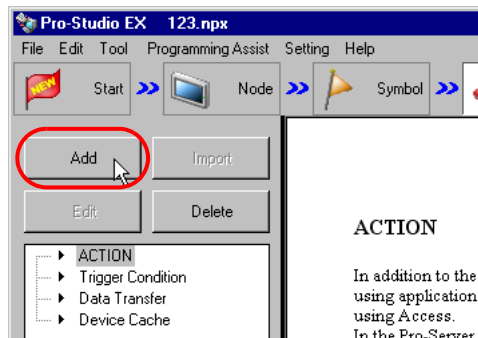 Pro-Studio EX 123.npx
File Edit Tool Programming Assist Setting Help
NEW Start Node Symbol
Add Import
Edit Delete
ACTION
Trigger Condition
Data Transfer
Device Cache
ACTION
In addition to the
using application
using Access.
In the Pro-Server